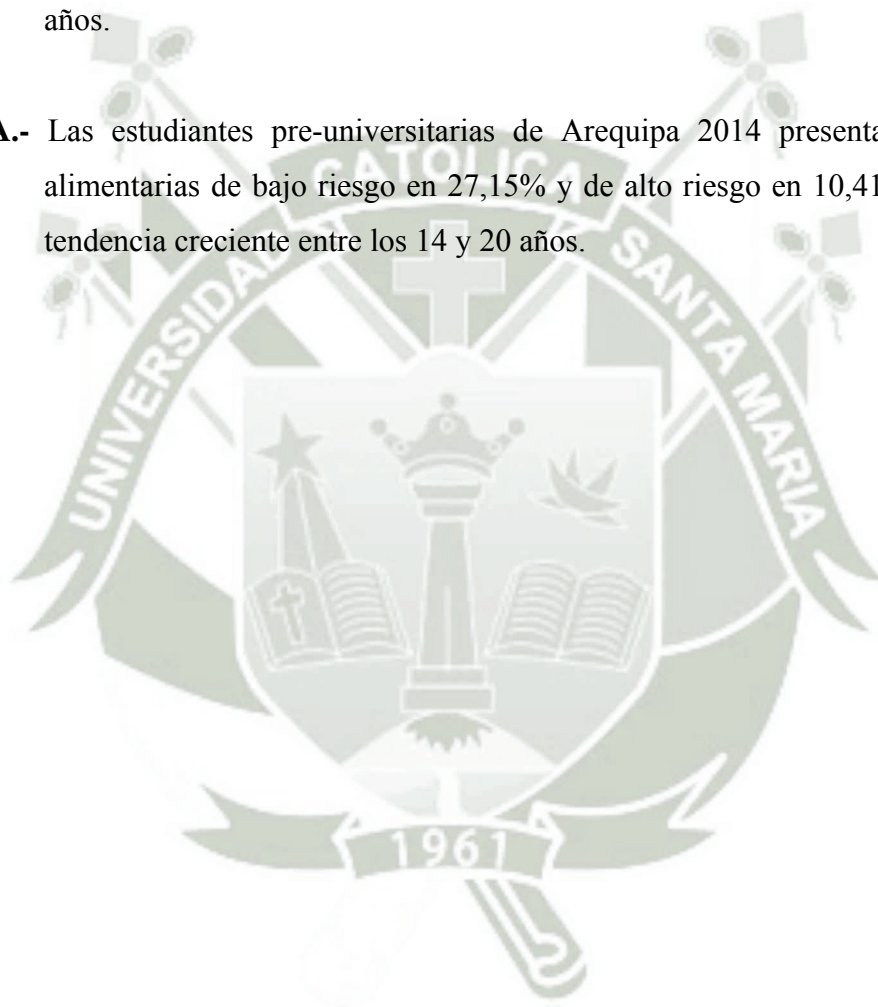 años.
A.- Las estudiantes pre-universitarias de Arequipa 2014 presenta
alimentarias de bajo riesgo en 27,15% y de alto riesgo en 10,41
tendencia creciente entre los 14 y 20 años.
UNIVERSIDAD CATOLICA SANTA MARIA
1961